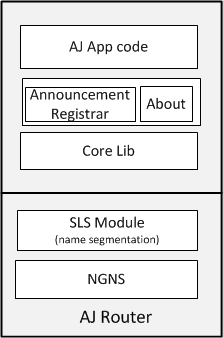 AJ App code
Announcement
Registrar
About
Core Lib
SLS Module
(name segmentation)
NGNS
AJ Router